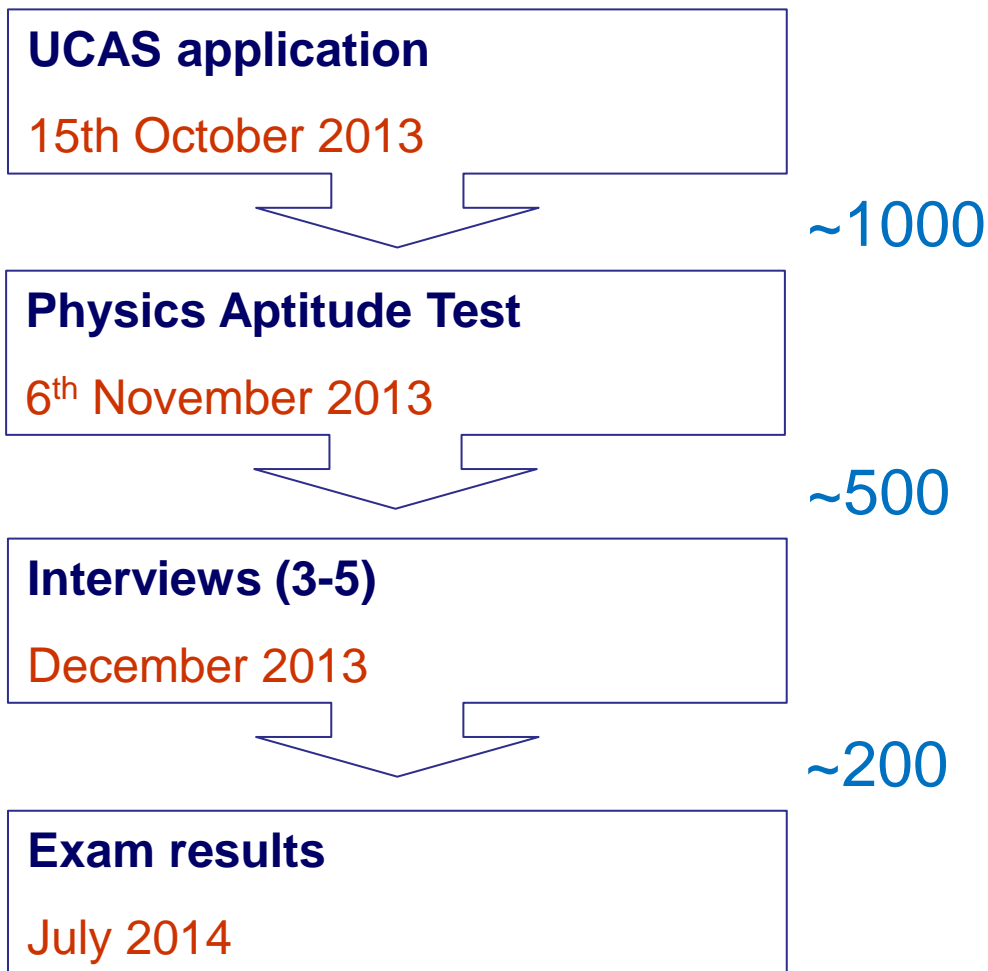 UCAS application
15th October 2013
~1000
Physics Aptitude Test
6th November 2013
~500
Interviews (3-5)
December 2013
~200
Exam results
July 2014